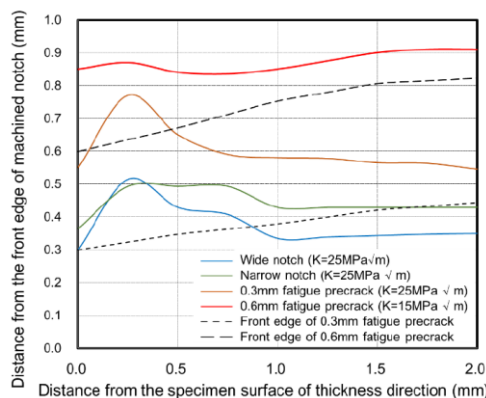 Distance from the front edge of machined notch (mm)
1.0
0.9
0.8
0.7
0.6
0.5
0.4
0.3
0.2
0.1
0.0
Wide notch (K=25MPa√m)
Narrow notch (K=25MPa √ m)
0.3mm fatigue precrack (K=25MPa √ m)
0.6mm fatigue precrack (K=15MPa √ m)
Front edge of 0.3mm fatigue precrack
Front edge of 0.6mm fatigue precrack
0.0 0.5 1.0 1.5 2.0
Distance from the specimen surface of thickness direction (mm)